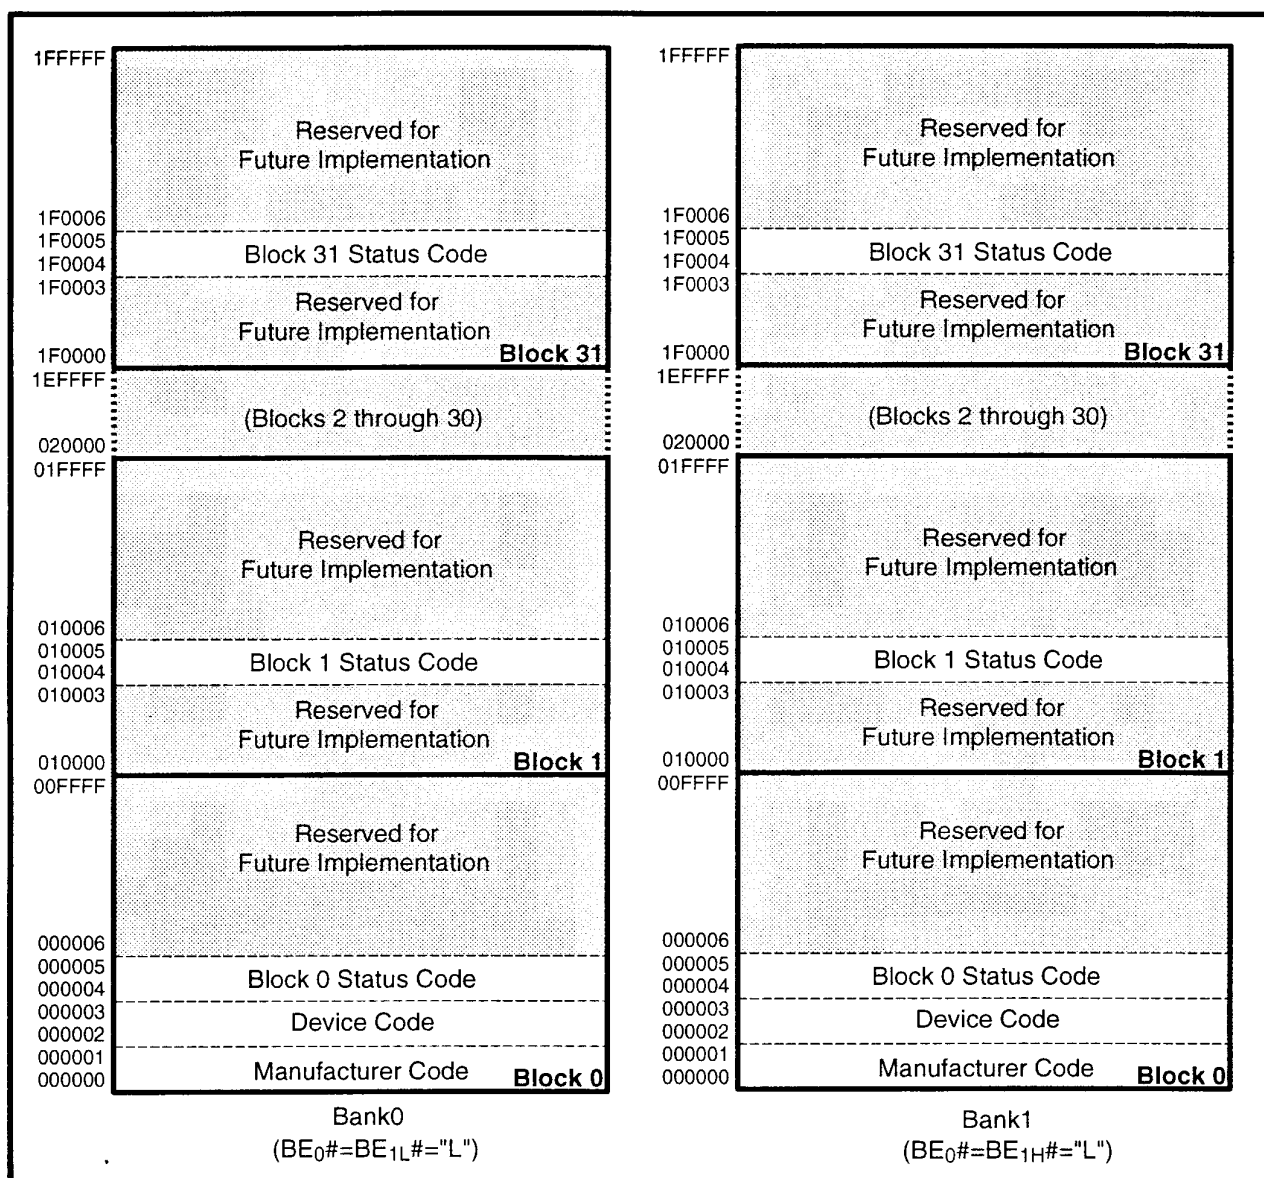 1FFFFF
Reserved for
Future Implementation
1F0006
1F0005
Block 31 Status Code
1F0004
1F0003
Reserved for
Future Implementation
1F0000
Block 31
1EFFFF
(Blocks 2 through 30)
020000
01FFFF
Reserved for
Future Implementation
010006
010005
Block 1 Status Code
010004
010003
Reserved for
Future Implementation
010000
Block 1
00FFFF
Reserved for
Future Implementation
000006
000005
Block 0 Status Code
000004
000003
Device Code
000002
000001
Manufacturer Code
Block 0
000000
Bank0
(BE0#=BE1L#="L")
1FFFFF
Reserved for
Future Implementation
1F0006
1F0005
Block 31 Status Code
1F0004
1F0003
Reserved for
Future Implementation
1F0000
Block 31
1EFFFF
(Blocks 2 through 30)
020000
01FFFF
Reserved for
Future Implementation
010006
010005
Block 1 Status Code
010004
010003
Reserved for
Future Implementation
010000
Block 1
00FFFF
Reserved for
Future Implementation
000006
000005
Block 0 Status Code
000004
000003
Device Code
000002
000001
Manufacturer Code
Block 0
000000
Bank1
(BE0#=BE1H#="L")